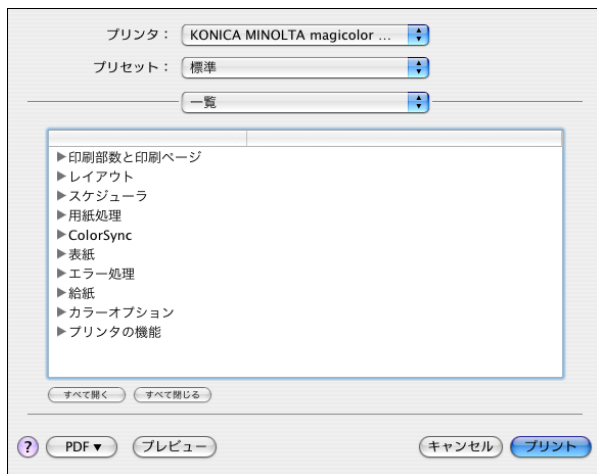 プリンタ： KONICA MINOLTA magicolor ...
プリセット： 標準
一覧
▶印刷部数と印刷ページ
▶レイアウト
▶スケジューラ
▶用紙処理
▶ColorSync
▶表紙
▶エラー処理
▶給紙
▶カラーオプション
▶プリンタの機能
すべて開く すべて閉じる
? PDF▼ プレビュー キャンセル プリント